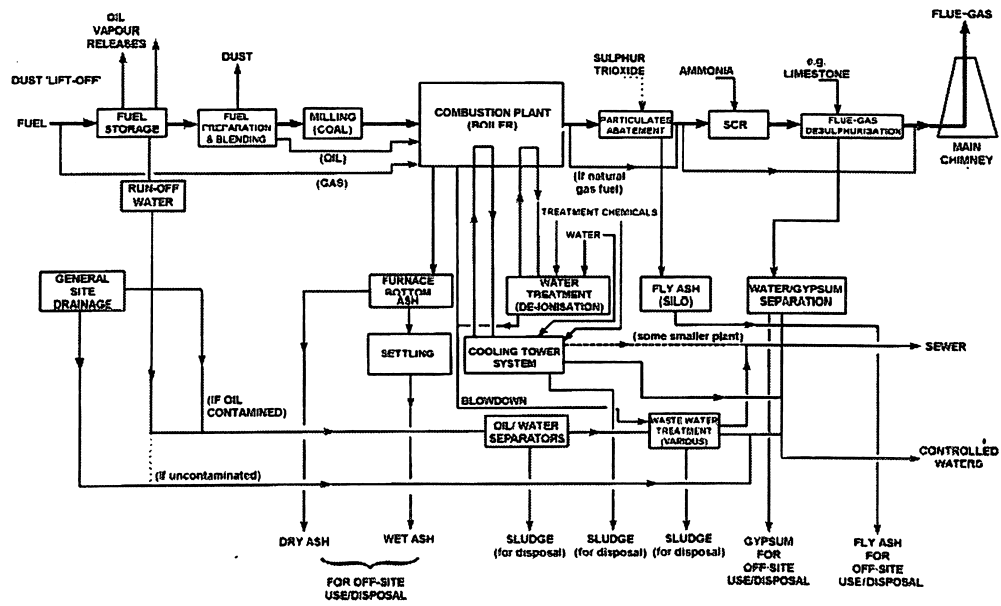 FLUE-GAS
OIL
VAPOUR
RELEASES
DUST
DUST 'LIFT-OFF'
SULPHUR
TRIOXIDE
AMMONIA
e.g.
LIMESTONE
FUEL
FUEL
STORAGE
FUEL
PREPARATION
& BLENDING
MILLING
(COAL)
COMBUSTION PLANT
(BOILER)
PARTICULATES
ABATEMENT
SCR
FLUE-GAS
DESULPHURISATION
MAIN
CHIMNEY
(OIL)
(GAS)
(If natural
gas fuel)
RUN-OFF
WATER
TREATMENT CHEMICALS
WATER
GENERAL
SITE
DRAINAGE
FURNACE
BOTTOM
ASH
WATER
TREATMENT
(DE-IONISATION)
FLY ASH
(SILO)
WATER/GYPSUM
SEPARATION
SETTLING
COOLING TOWER
SYSTEM
(some smaller plant)
SEWER
(IF OIL
CONTAMINED)
BLOWDOWN
OIL/ WATER
SEPARATORS
WASTE WATER
TREATMENT
(VARIOUS)
CONTROLLED
WATERS
(If uncontaminated)
DRY ASH
WET ASH
SLUDGE
(for disposal)
SLUDGE
(for disposal)
SLUDGE
(for disposal)
GYPSUM
FOR
OFF-SITE
USE/DISPOSAL
FLY ASH
FOR
OFF-SITE
USE/DISPOSAL
FOR OFF-SITE
USE/DISPOSAL